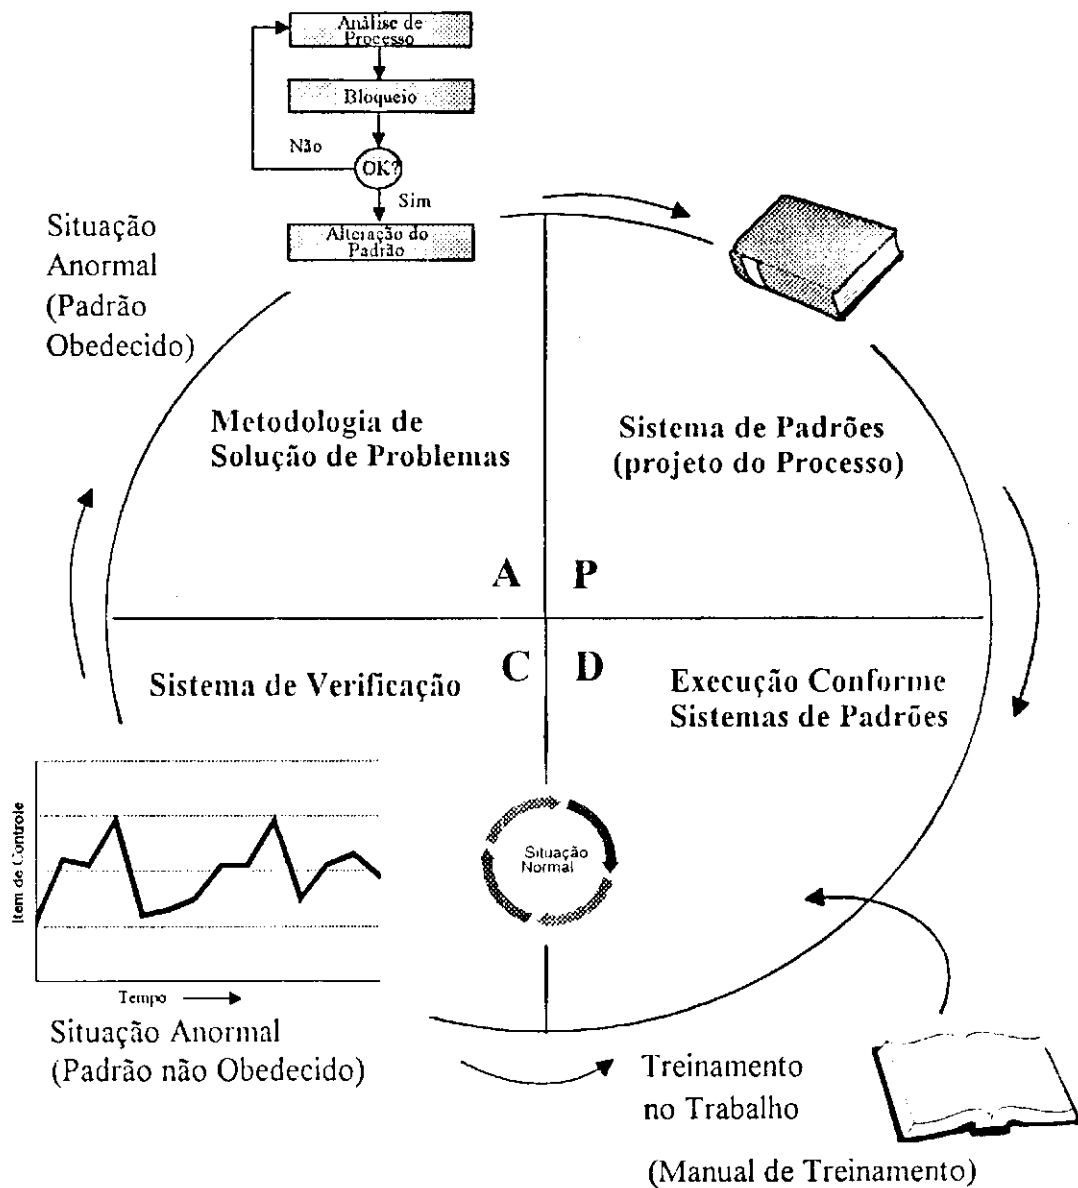 Análise de
Processo
Bloqueio
Não
OK?
Sim
Alteração do
Padrão
Situação
Anormal
(Padrão
Obedecido)
Metodologia de
Solução de Problemas
Sistema de Padrões
(projeto do Processo)
A
P
C
D
Sistema de Verificação
Execução Conforme
Sistemas de Padrões
Situação
Normal
Item de Controle
Tempo
Situação Anormal
(Padrão não Obedecido)
Treinamento
no Trabalho
(Manual de Treinamento)